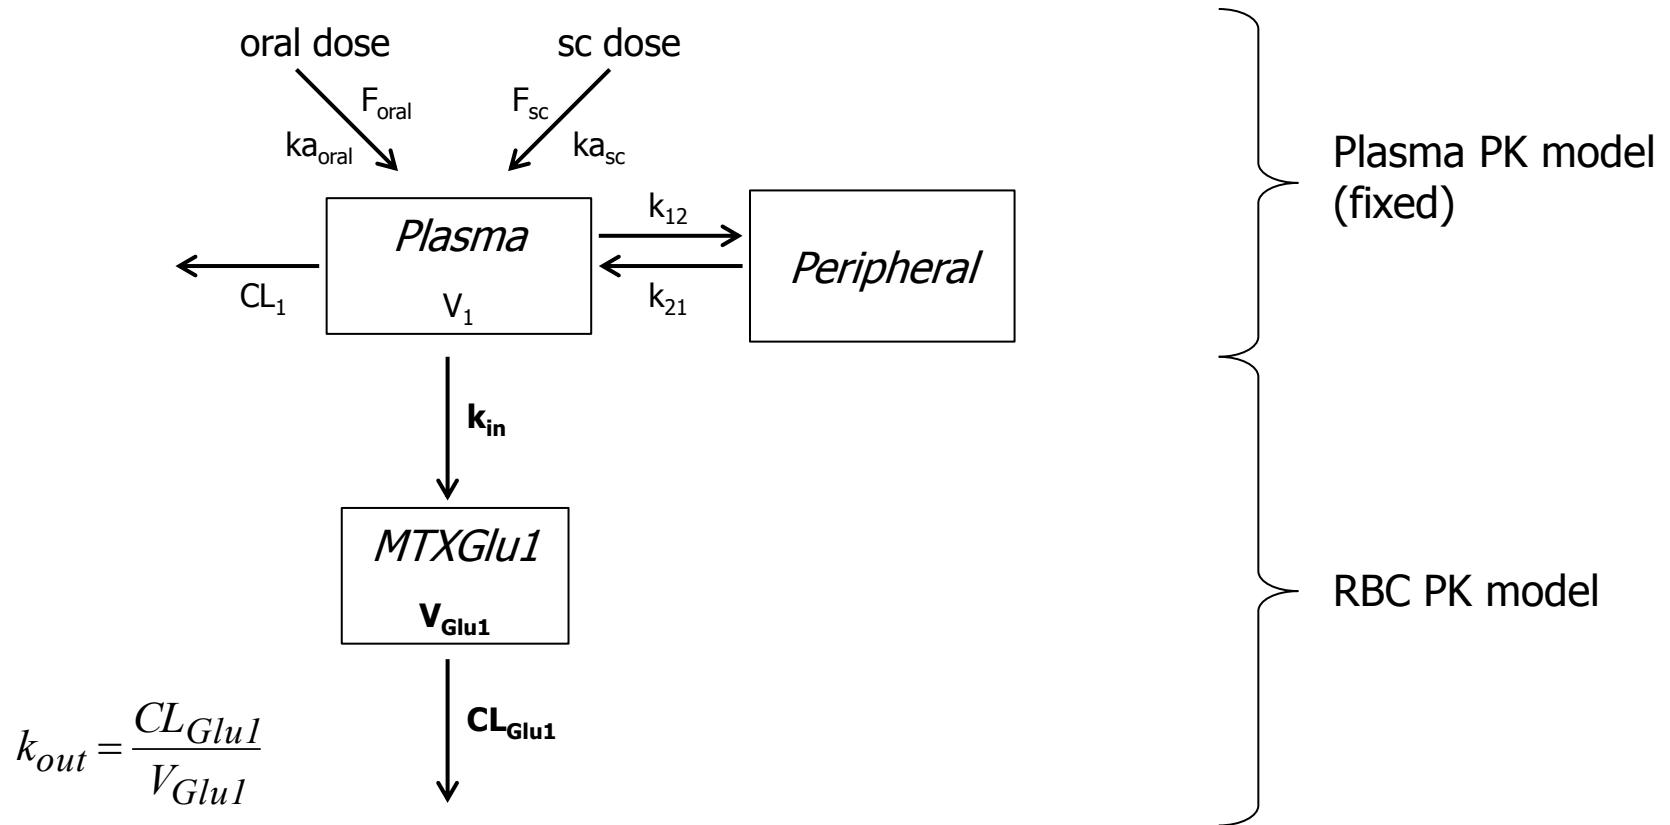 oral dose
sc dose
F_oral
F_sc
ka_oral
ka_sc
Plasma
V_1
k_12
k_21
Peripheral
CL_1
Plasma PK model
(fixed)
k_in
MTXGlu1
V_Glu1
RBC PK model
CL_Glu1
k_out = CL_Glu1 / V_Glu1